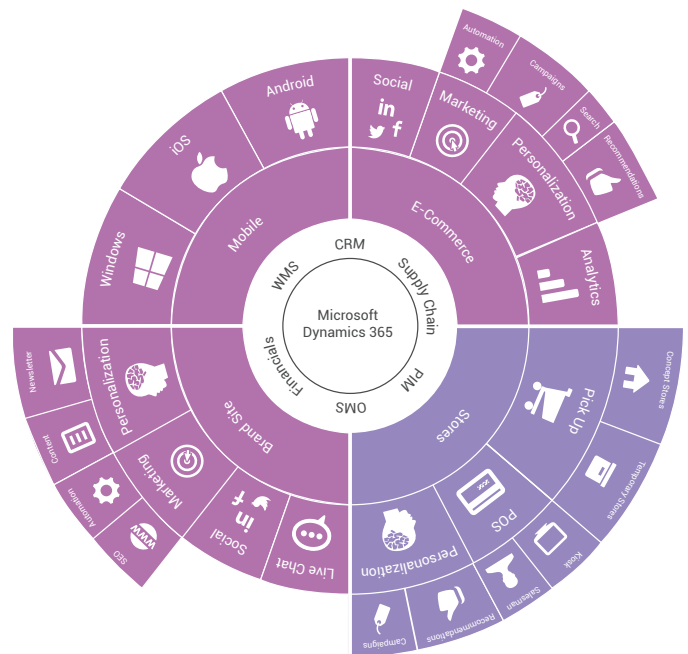 Microsoft
Dynamics 365
CRM
Supply Chain
PIM
OMS
Financials
WMS
Mobile
Windows
iOS
Android
E-Commerce
Social
in
f
Marketing
Automation
Campaigns
Personalization
Search
Recommendations
Analytics
Stores
Pick Up
Concept Stores
Temporary Stores
POS
Kiosk
Salesman
Personalization
Recommendations
Campaigns
Brand Site
Live Chat
Social
in
f
Marketing
Automation
SEO
www
Personalization
Newsletter
Content